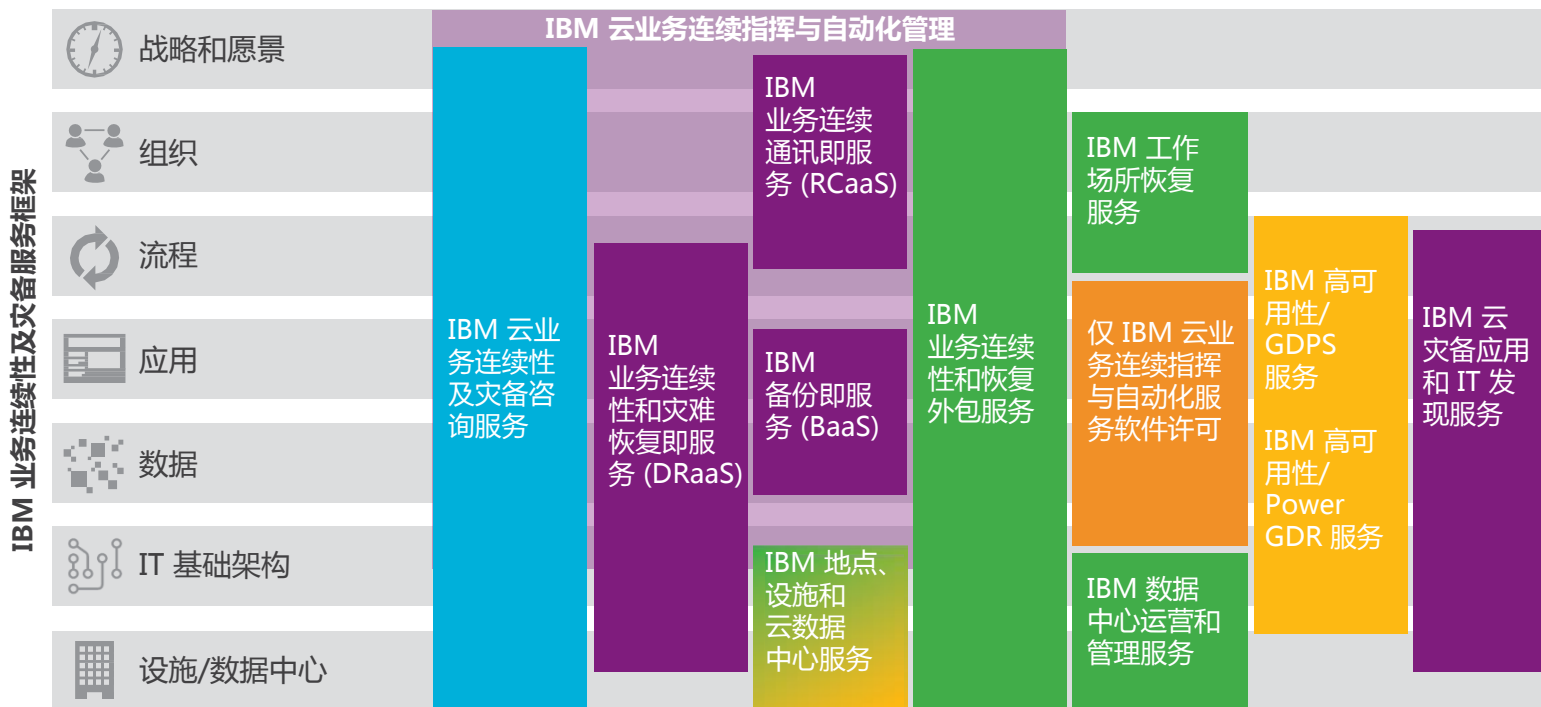 IBM 业务连续性及灾备服务框架
战略和愿景
组织
流程
应用
数据
IT 基础架构
设施/数据中心
IBM 云业务连续指挥与自动化管理
IBM 云业
务连续性
及灾备咨
询服务
IBM
业务连续
性和灾难
恢复即服
务 (DRaaS)
IBM
业务连续
通讯即服
务 (RCaaS)
IBM
备份即服
务 (BaaS)
IBM 地点、
设施和
云数据
中心服务
IBM
业务连续
性和恢复
外包服务
IBM 工作
场所恢复
服务
仅 IBM 云业
务连续指挥
与自动化服
务软件许可
IBM 数据
中心运营和
管理服务
IBM 高可
用性/
GDPS
服务
IBM 高可
用性/
Power
GDR 服务
IBM 云
灾备应用
和 IT 发
现服务